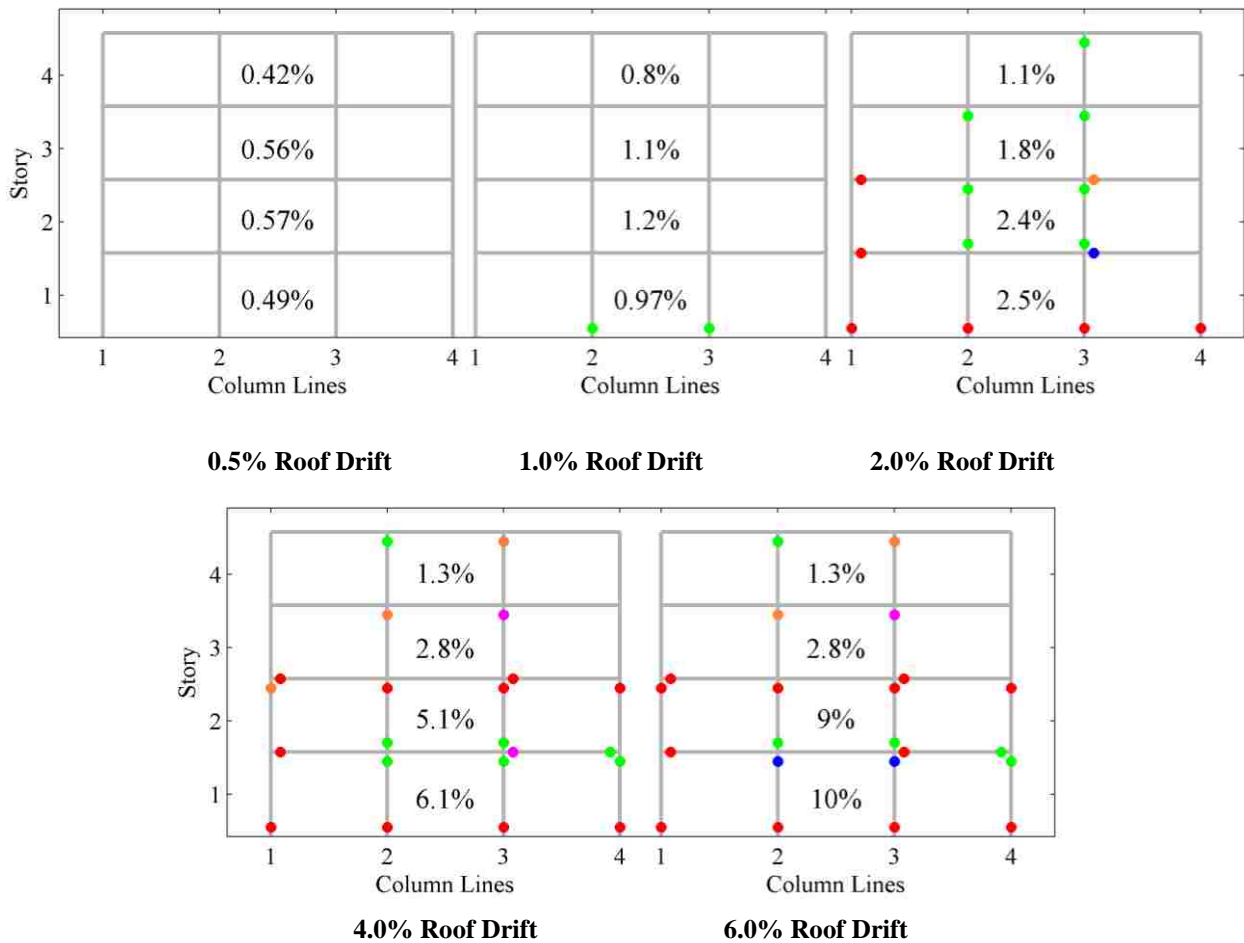 4 0.42% 0.8% 1.1%
3 0.56% 1.1% 1.8%
Story
2 0.57% 1.2% 2.4%
1 0.49% 0.97% 2.5%
1 2 3 4 1 2 3 4 1 2 3 4
Column Lines Column Lines Column Lines
0.5% Roof Drift 1.0% Roof Drift 2.0% Roof Drift
4 1.3% 1.3%
3 2.8% 2.8%
Story
2 5.1% 9%
1 6.1% 10%
1 2 3 4 1 2 3 4
Column Lines Column Lines
4.0% Roof Drift 6.0% Roof Drift